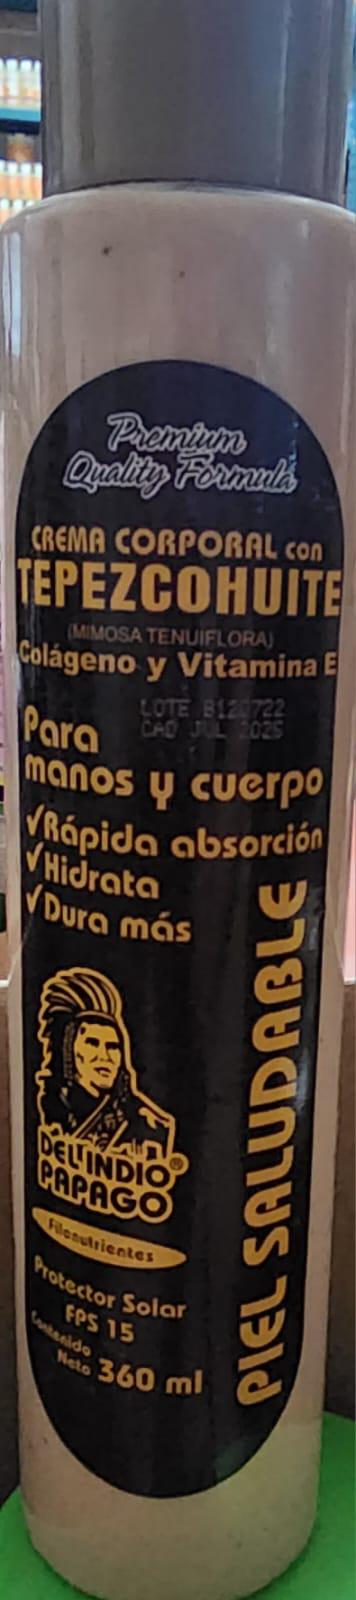 Premium
Quality Formula
CREMA CORPORAL con
TEPEZCOHUITE
(MIMOSA TENUIFLORA)
Colágeno y Vitamina E
LOTE B120722
CAD JUL 2025
Para
manos y cuerpo
✓Rápida absorción
✓Hidrata
✓Dura más
PIEL SALUDABLE
DEL INDIO®
PAPAGO
Filonutrientes
Protector Solar
FPS 15
Contenido
Neto 360 ml